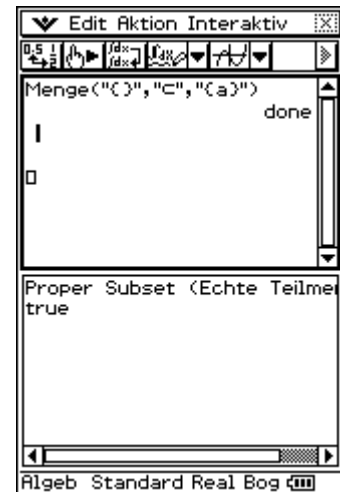 Edit Aktion Interaktiv
Menge("{}","⊂","{a}")
done
Proper Subset (Echte Teilme
true
Algeb Standard Real Bog